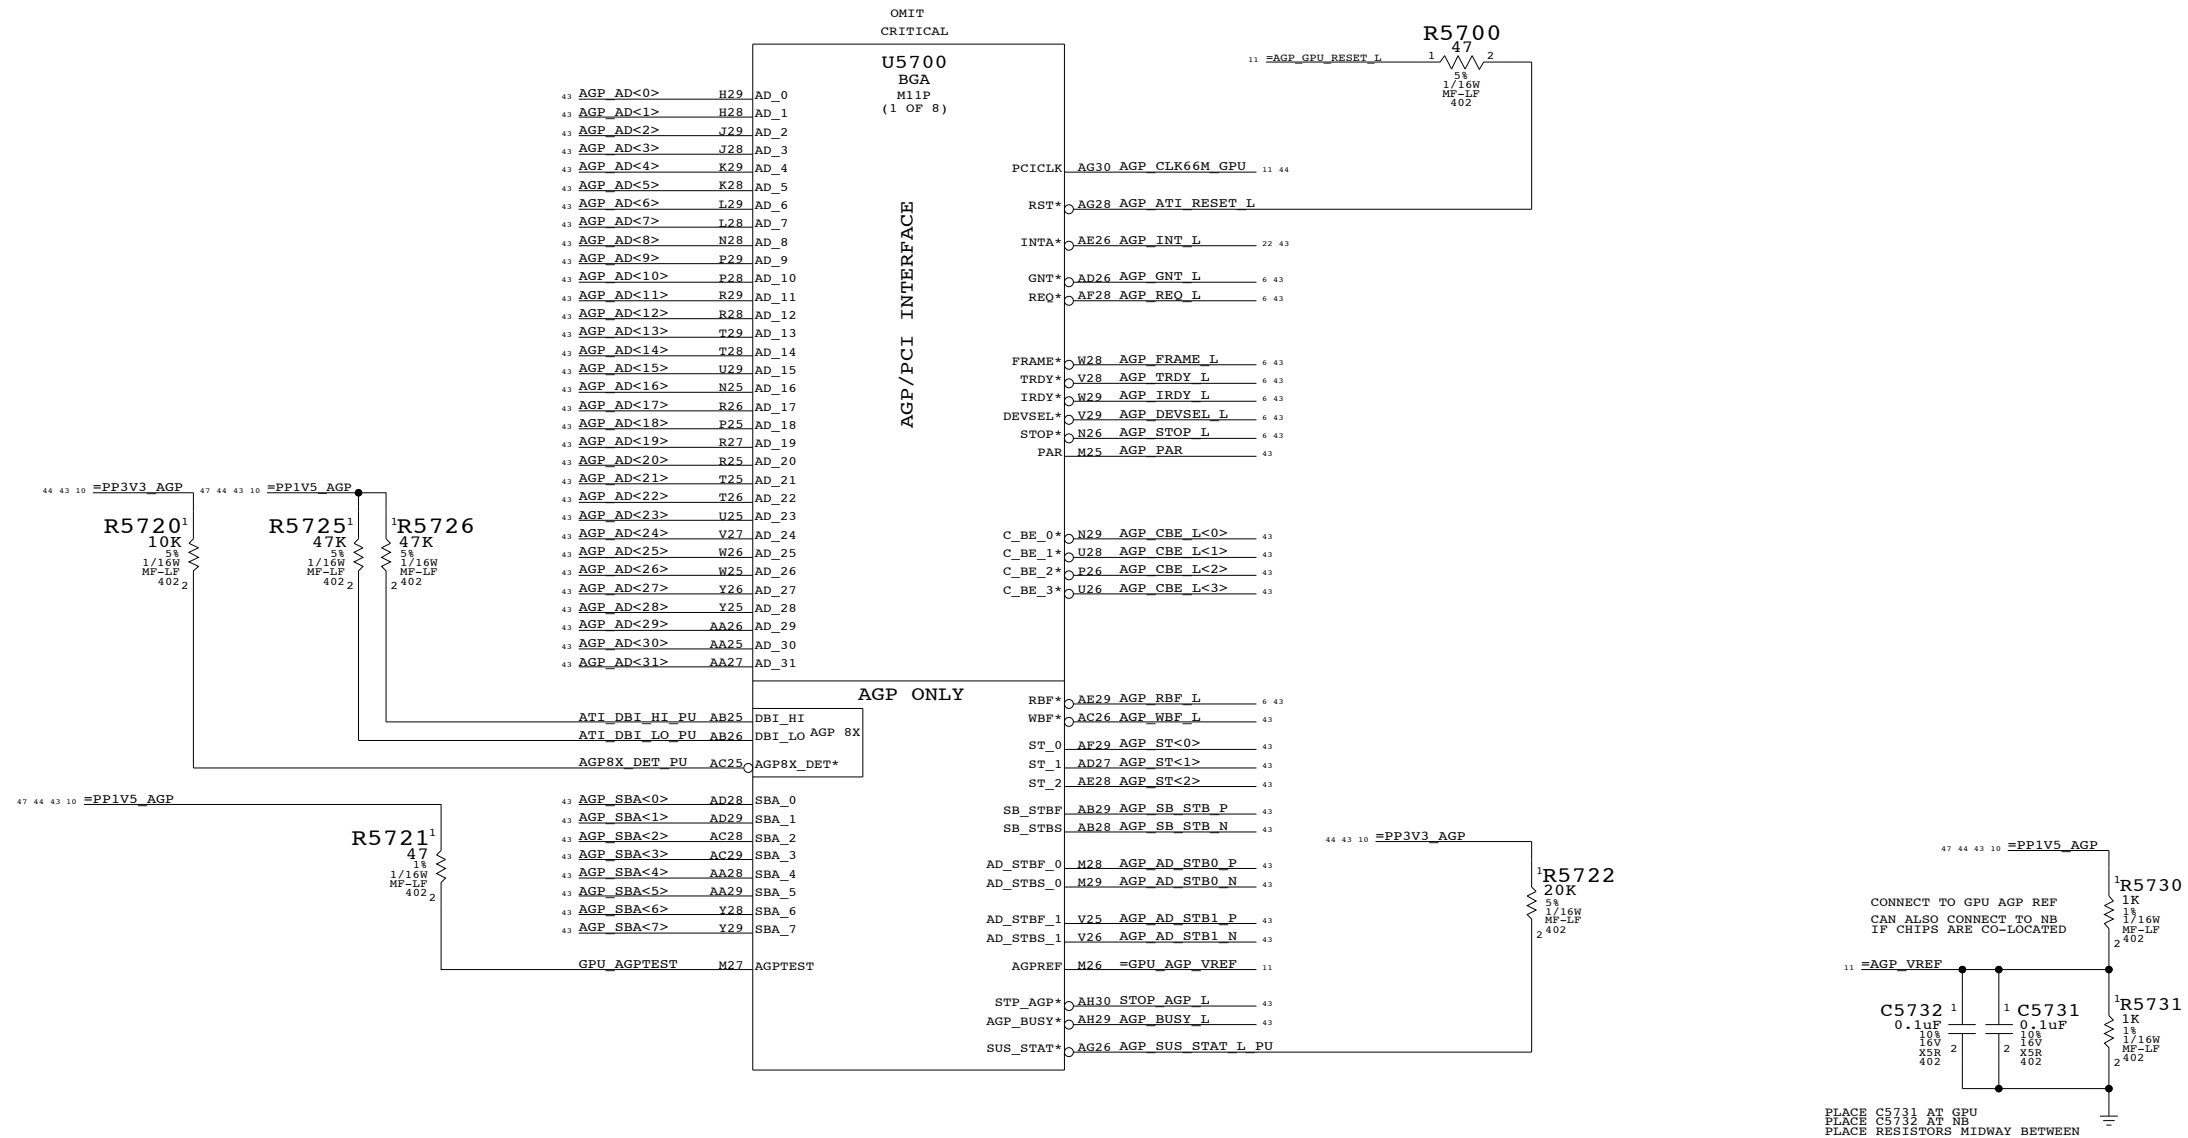 OMIT
CRITICAL
U5700
BGA
M11P
(1 OF 8)
AGP/PCI INTERFACE
43 AGP_AD<0> H29 AD_0
43 AGP_AD<1> H28 AD_1
43 AGP_AD<2> J29 AD_2
43 AGP_AD<3> J28 AD_3
43 AGP_AD<4> K29 AD_4
43 AGP_AD<5> K28 AD_5
43 AGP_AD<6> L29 AD_6
43 AGP_AD<7> L28 AD_7
43 AGP_AD<8> N28 AD_8
43 AGP_AD<9> P29 AD_9
43 AGP_AD<10> P28 AD_10
43 AGP_AD<11> R29 AD_11
43 AGP_AD<12> R28 AD_12
43 AGP_AD<13> T29 AD_13
43 AGP_AD<14> T28 AD_14
43 AGP_AD<15> U29 AD_15
43 AGP_AD<16> N25 AD_16
43 AGP_AD<17> R26 AD_17
43 AGP_AD<18> P25 AD_18
43 AGP_AD<19> R27 AD_19
43 AGP_AD<20> R25 AD_20
43 AGP_AD<21> T25 AD_21
43 AGP_AD<22> T26 AD_22
43 AGP_AD<23> U25 AD_23
43 AGP_AD<24> V27 AD_24
43 AGP_AD<25> W26 AD_25
43 AGP_AD<26> W25 AD_26
43 AGP_AD<27> Y26 AD_27
43 AGP_AD<28> Y25 AD_28
43 AGP_AD<29> AA26 AD_29
43 AGP_AD<30> AA25 AD_30
43 AGP_AD<31> AA27 AD_31
11 =AGP_GPU_RESET_L
R5700
47
1 2
5%
1/16W
MF-LF
402
PCICLK AG30 AGP_CLK66M_GPU 11 44
RST* AG28 AGP_ATI_RESET_L
INTA* AE26 AGP_INT_L 22 43
GNT* AD26 AGP_GNT_L 6 43
REQ* AF28 AGP_REQ_L 6 43
FRAME* W28 AGP_FRAME_L 6 43
TRDY* V28 AGP_TRDY_L 6 43
IRDY* W29 AGP_IRDY_L 6 43
DEVSEL* V29 AGP_DEVSEL_L 6 43
STOP* N26 AGP_STOP_L 6 43
PAR M25 AGP_PAR 43
C_BE_0* N29 AGP_CBE_L<0> 43
C_BE_1* U28 AGP_CBE_L<1> 43
C_BE_2* P26 AGP_CBE_L<2> 43
C_BE_3* U26 AGP_CBE_L<3> 43
44 43 10 =PP3V3_AGP
R5720
1
10K
5%
1/16W
MF-LF
402
2
47 44 43 10 =PP1V5_AGP
R5725
1
47K
5%
1/16W
MF-LF
402
2
1
R5726
47K
5%
1/16W
MF-LF
402
2
AGP ONLY
ATI_DBI_HI_PU AB25 DBI_HI
ATI_DBI_LO_PU AB26 DBI_LO
AGP 8X
AGP8X_DET_PU AC25 AGP8X_DET*
47 44 43 10 =PP1V5_AGP
R5721
1
47
1%
1/16W
MF-LF
402
2
43 AGP_SBA<0> AD28 SBA_0
43 AGP_SBA<1> AD29 SBA_1
43 AGP_SBA<2> AC28 SBA_2
43 AGP_SBA<3> AC29 SBA_3
43 AGP_SBA<4> AA28 SBA_4
43 AGP_SBA<5> AA29 SBA_5
43 AGP_SBA<6> Y28 SBA_6
43 AGP_SBA<7> Y29 SBA_7
GPU_AGPTEST M27 AGPTEST
RBF* AE29 AGP_RBF_L 6 43
WBF* AC26 AGP_WBF_L 43
ST_0 AF29 AGP_ST<0> 43
ST_1 AD27 AGP_ST<1> 43
ST_2 AE28 AGP_ST<2> 43
SB_STBF AB29 AGP_SB_STB_P 43
SB_STBS AB28 AGP_SB_STB_N 43
AD_STBF_0 M28 AGP_AD_STB0_P 43
AD_STBS_0 M29 AGP_AD_STB0_N 43
AD_STBF_1 V25 AGP_AD_STB1_P 43
AD_STBS_1 V26 AGP_AD_STB1_N 43
AGPREF M26 =GPU_AGP_VREF 11
STP_AGP* AH30 STOP_AGP_L 43
AGP_BUSY* AH29 AGP_BUSY_L 43
SUS_STAT* AG26 AGP_SUS_STAT_L_PU
44 43 10 =PP3V3_AGP
1
R5722
20K
5%
1/16W
MF-LF
402
2
47 44 43 10 =PP1V5_AGP
1
R5730
1K
1%
1/16W
MF-LF
402
2
CONNECT TO GPU AGP REF
CAN ALSO CONNECT TO NB
IF CHIPS ARE CO-LOCATED
11 =AGP_VREF
C5732
1
0.1uF
10%
16V
X5R
402
2
1
C5731
0.1uF
10%
16V
X5R
402
2
1
R5731
1K
1%
1/16W
MF-LF
402
2
PLACE C5731 AT GPU
PLACE C5732 AT NB
PLACE RESISTORS MIDWAY BETWEEN